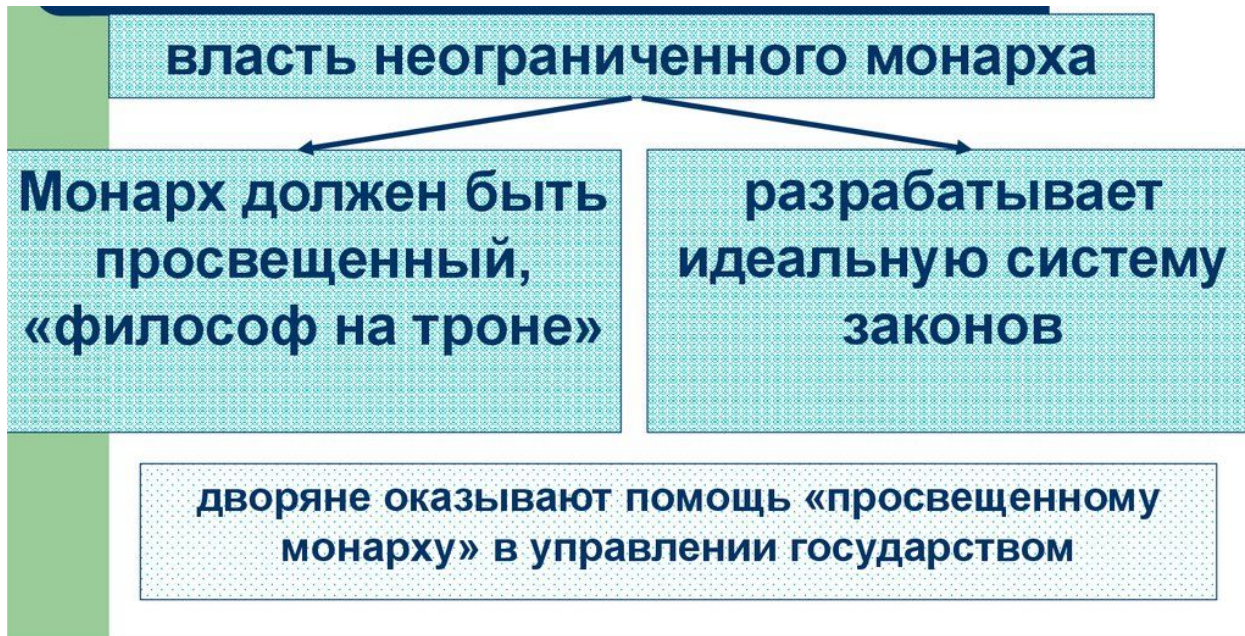 власть неограниченного монарха
Монарх должен быть
просвещенный,
«философ на троне»
разрабатывает
идеальную систему
законов
дворяне оказывают помощь «просвещенному
монарху» в управлении государством